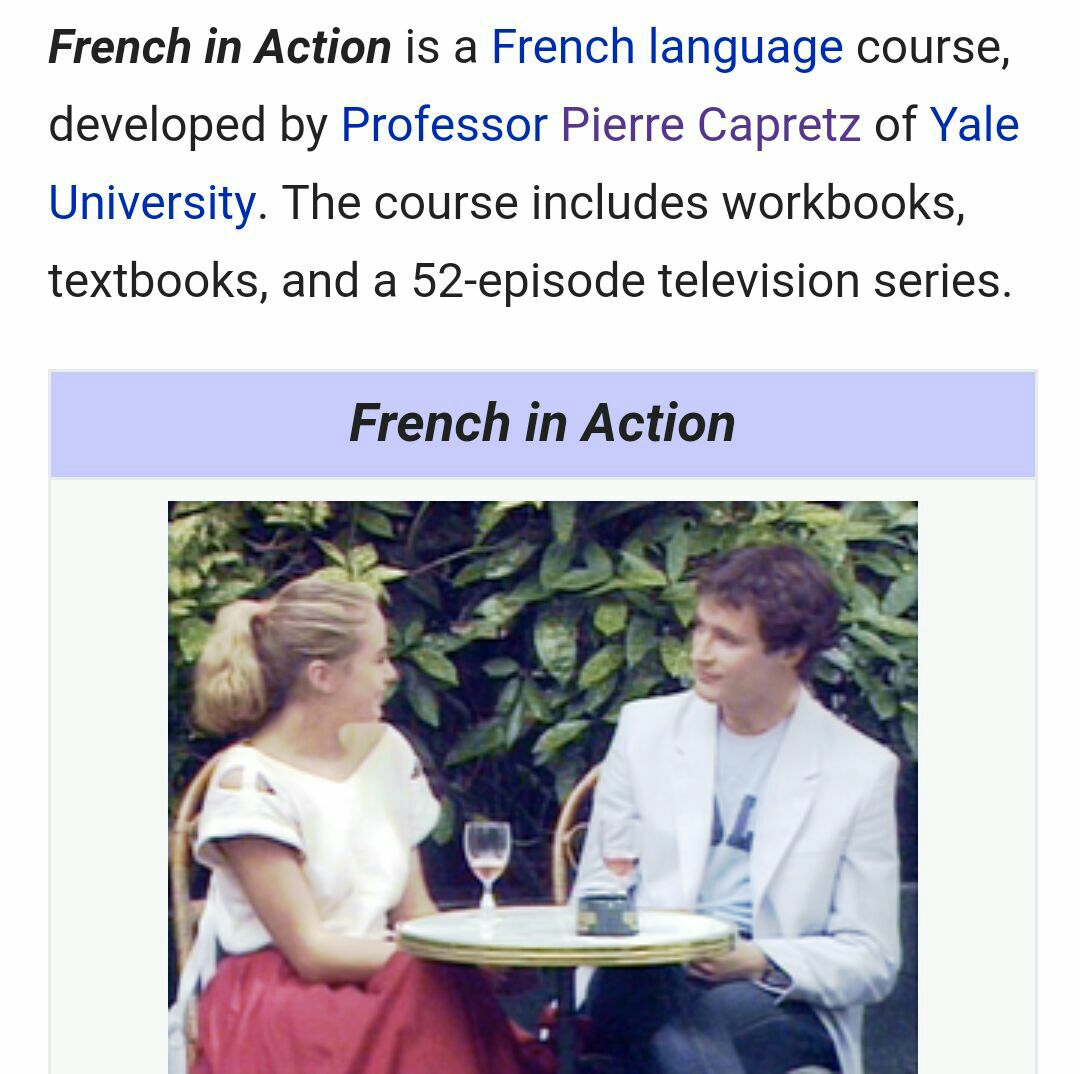 French in Action is a French language course,
developed by Professor Pierre Capretz of Yale
University. The course includes workbooks,
textbooks, and a 52-episode television series.
French in Action